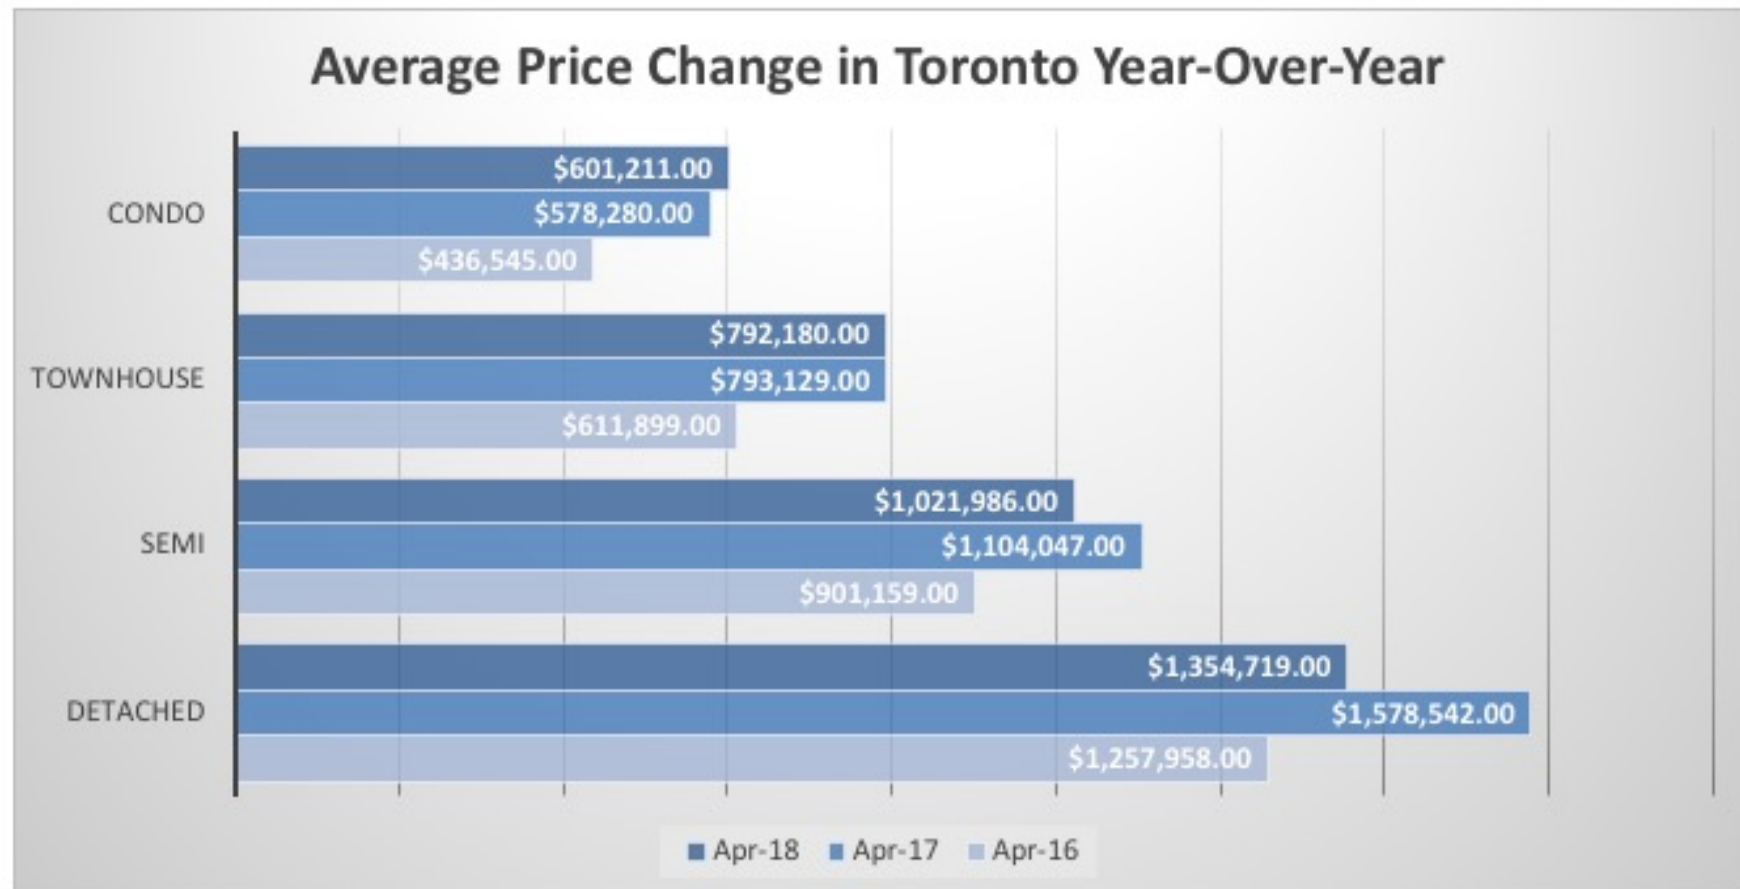 Average Price Change in Toronto Year-Over-Year
CONDO
$601,211.00
$578,280.00
$436,545.00
TOWNHOUSE
$792,180.00
$793,129.00
$611,899.00
SEMI
$1,021,986.00
$1,104,047.00
$901,159.00
DETACHED
$1,354,719.00
$1,578,542.00
$1,257,958.00
Apr-18 Apr-17 Apr-16